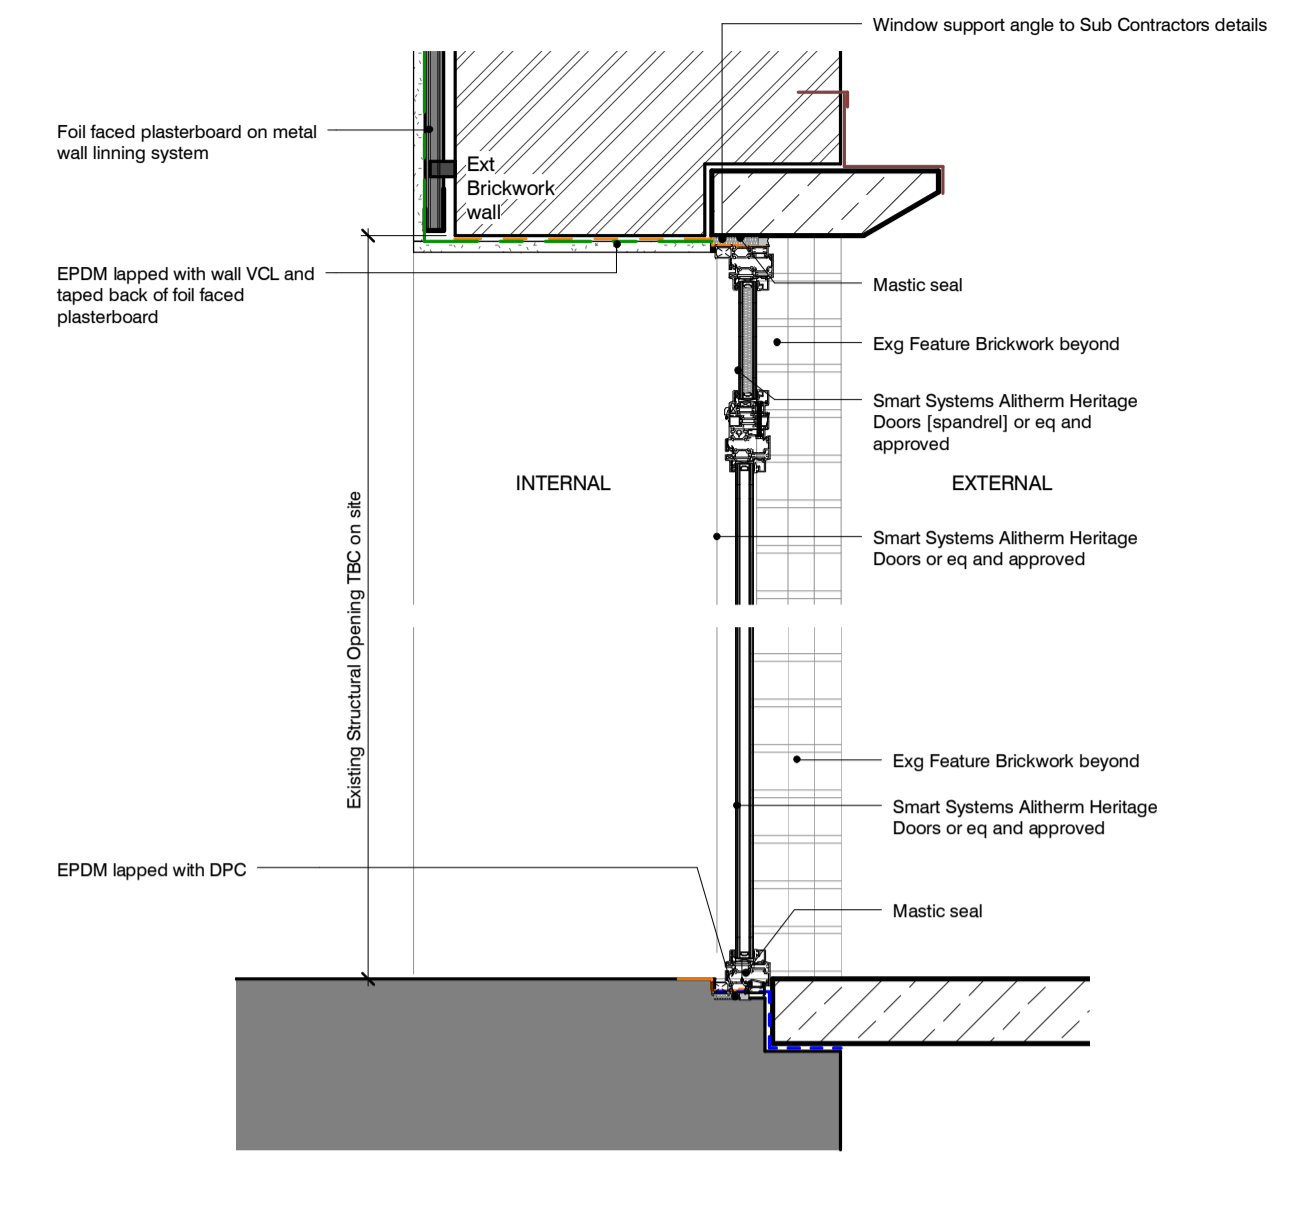 Window support angle to Sub Contractors details
Foil faced plasterboard on metal
wall linning system
Ext
Brickwork
wall
EPDM lapped with wall VCL and
taped back of foil faced
plasterboard
Mastic seal
Exg Feature Brickwork beyond
Smart Systems Alitherm Heritage
Doors [spandrel] or eq and
approved
INTERNAL
EXTERNAL
Existing Structural Opening TBC on site
Smart Systems Alitherm Heritage
Doors or eq and approved
Exg Feature Brickwork beyond
Smart Systems Alitherm Heritage
Doors or eq and approved
EPDM lapped with DPC
Mastic seal